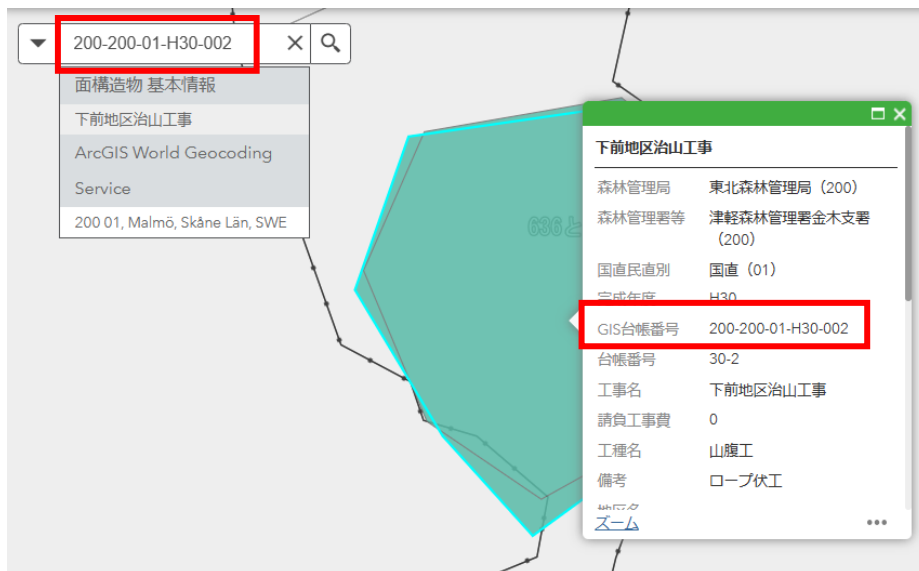 200-200-01-H30-002
面構造物 基本情報
下前地区治山工事
ArcGIS World Geocoding
Service
200 01, Malmö, Skåne Län, SWE
下前地区治山工事
森林管理局 東北森林管理局（200）
森林管理署等 津軽森林管理署金木支署
（200）
国直民直別 国直（01）
完成年度 H30
GIS台帳番号 200-200-01-H30-002
台帳番号 30-2
工事名 下前地区治山工事
請負工事費 0
工種名 山腹工
備考 ロープ伏工
地区名
ズーム